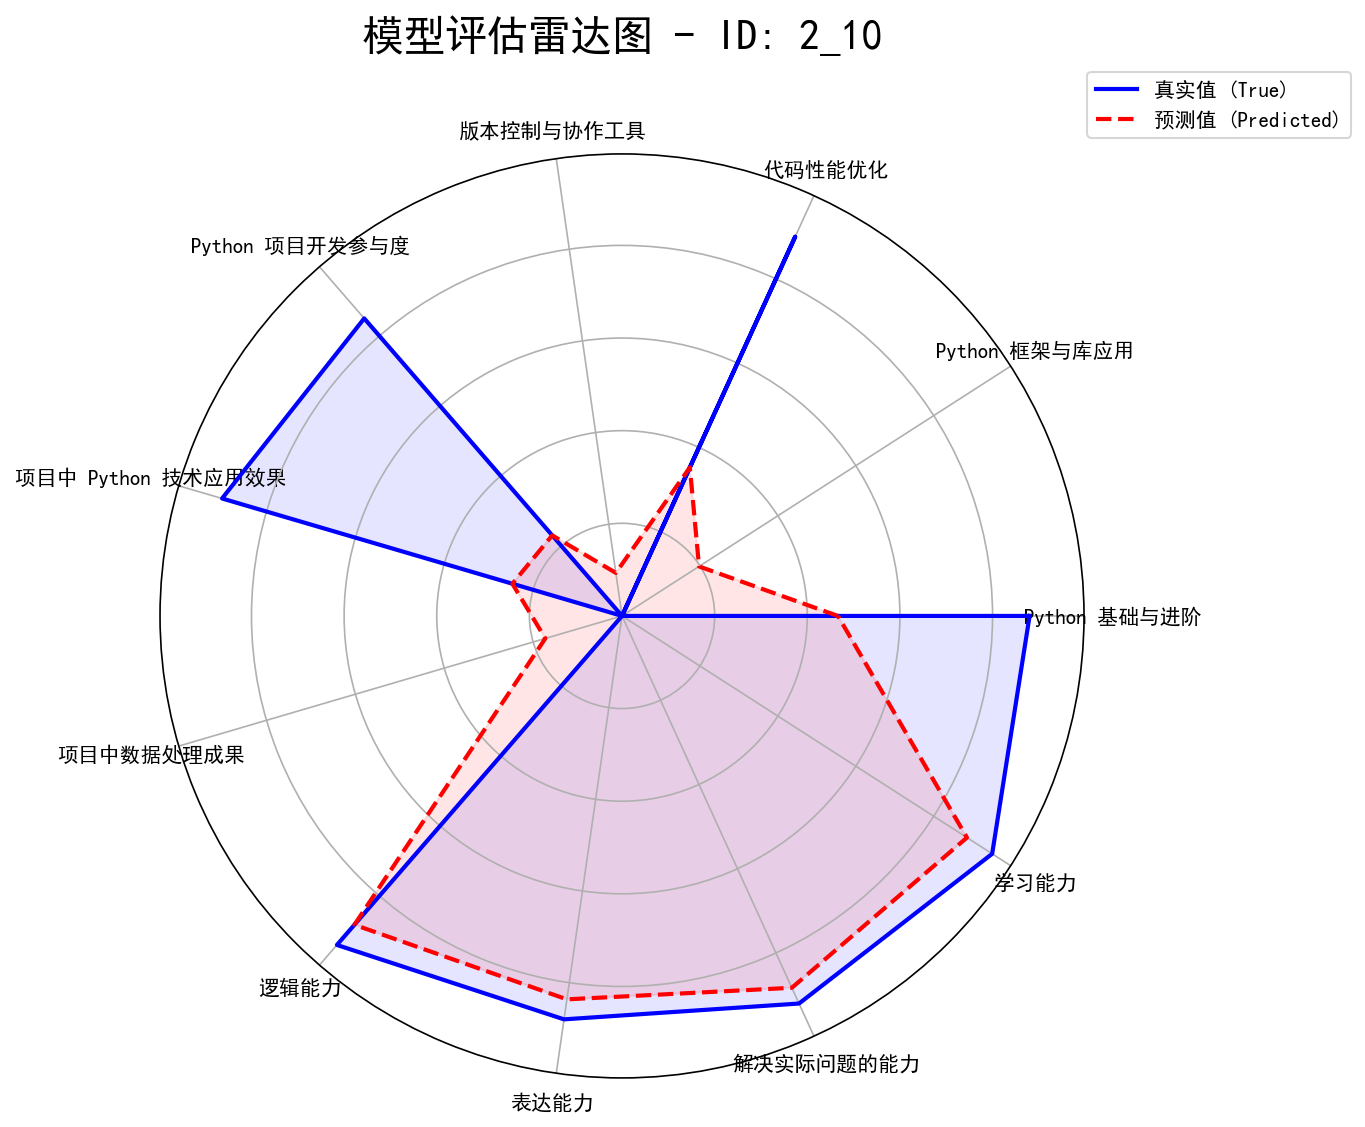 模型评估雷达图 - ID: 2_10
真实值 (True)
预测值 (Predicted)
版本控制与协作工具
代码性能优化
Python 项目开发参与度
Python 框架与库应用
项目中 Python 技术应用效果
Python 基础与进阶
项目中数据处理成果
学习能力
逻辑能力
解决实际问题的能力
表达能力